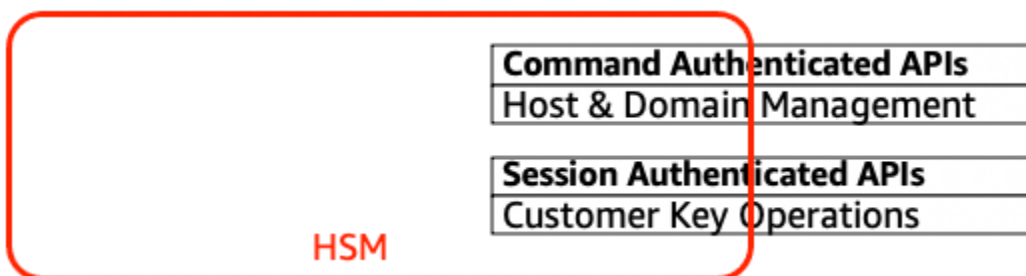 Command Authenticated APIs
Host & Domain Management
Session Authenticated APIs
Customer Key Operations
HSM